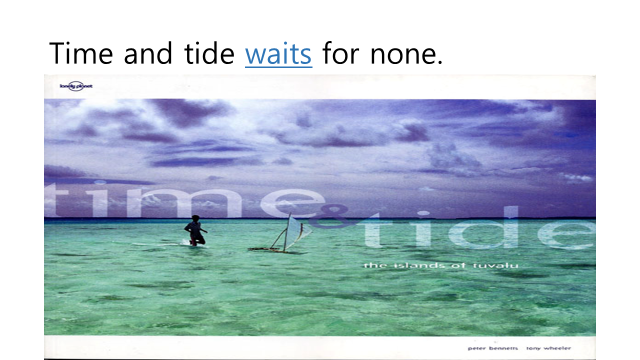 Time and tide waits for none.
lonely planet
time & tide
the islands of tuvalu
peter bennetts tony wheeler